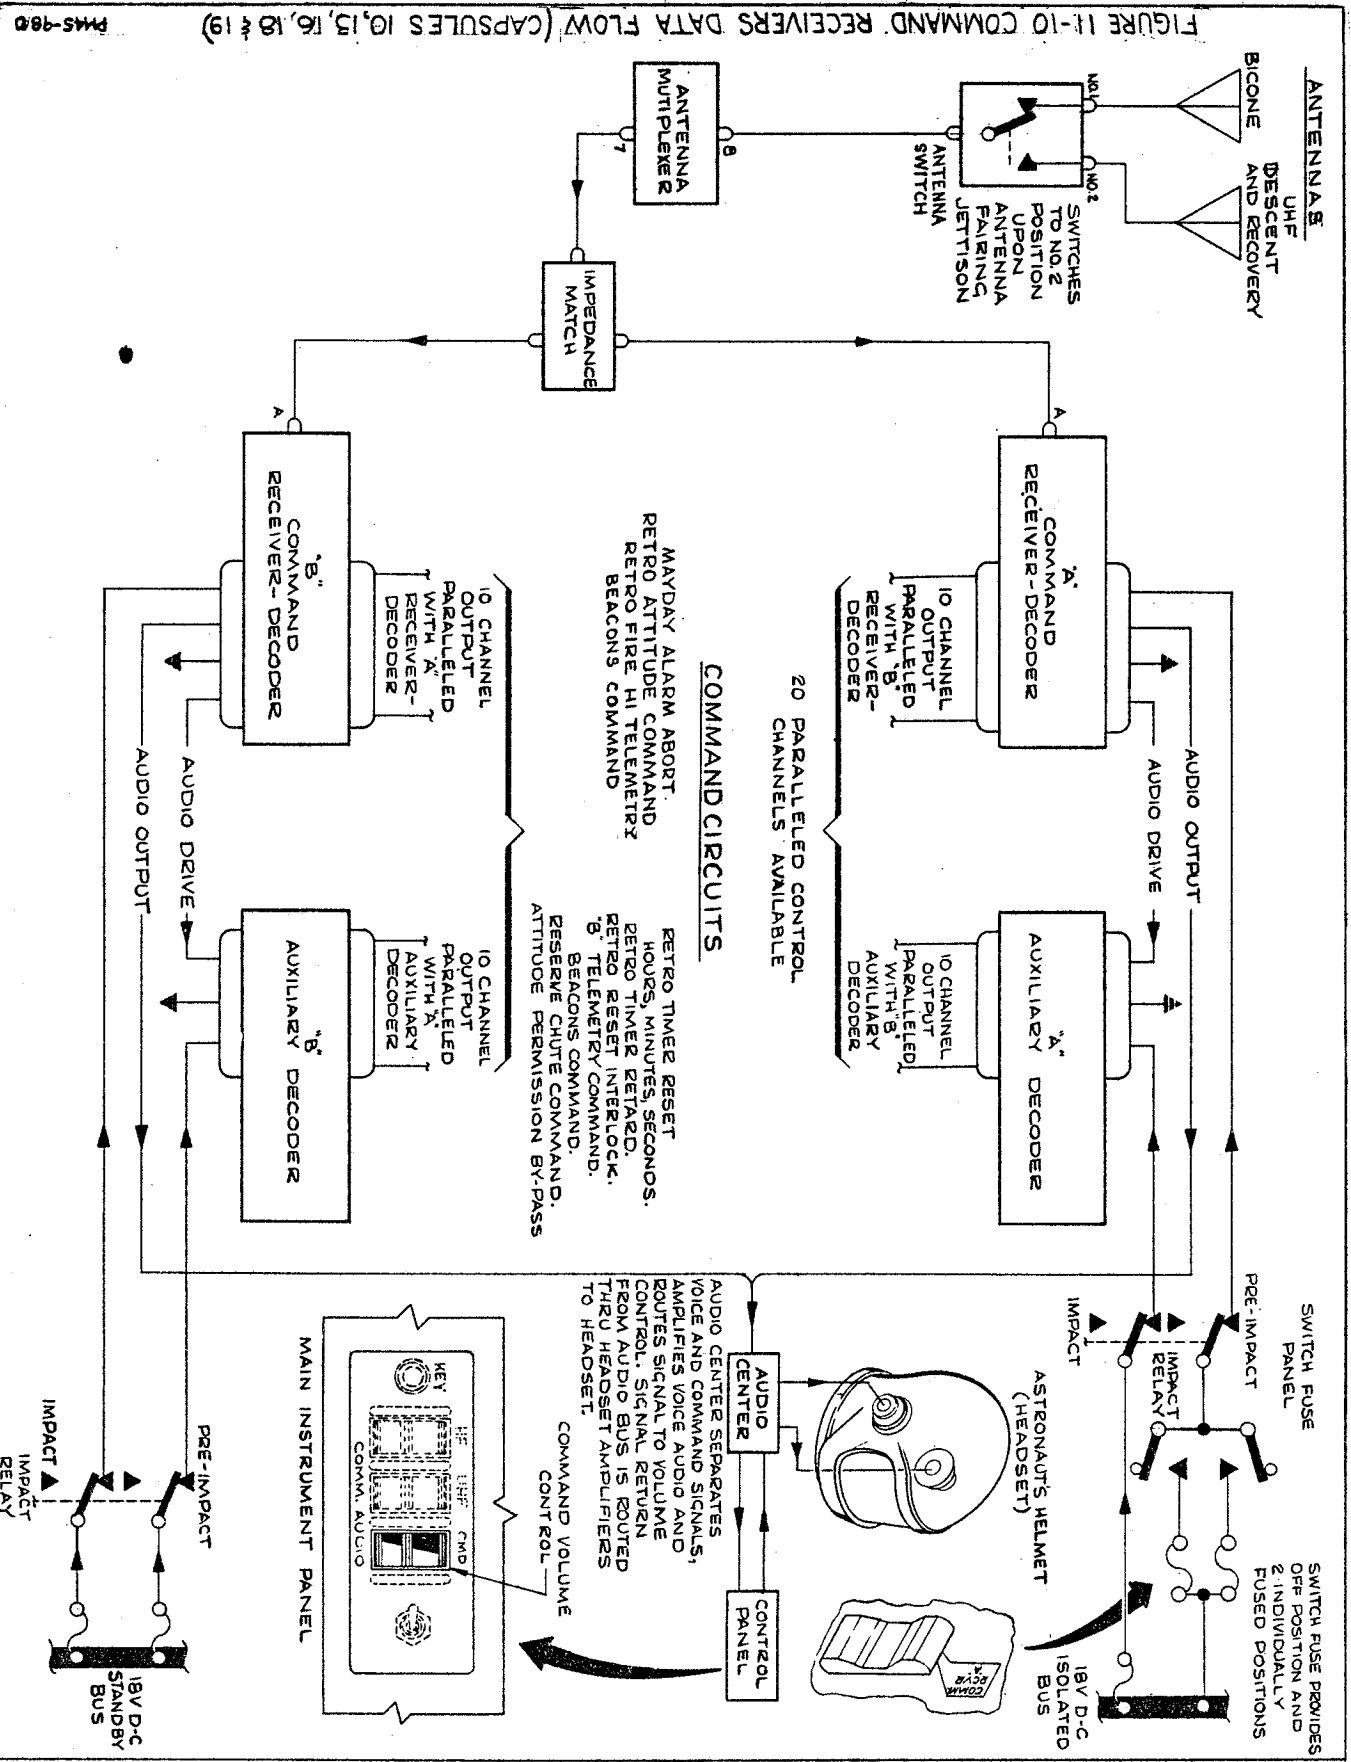 ANTENNAS
BICONE
UHF
DESCENT
AND RECOVERY
NO.1
NO.2
SWITCHES
TO NO.2
POSITION
UPON
ANTENNA
FAIRING
JETTISON
ANTENNA
SWITCH
8
ANTENNA
MUTIPLEXER
7
IMPEDANCE
MATCH
A
"A"
COMMAND
RECEIVER-DECODER
AUDIO OUTPUT
AUDIO DRIVE
"A"
AUXILIARY DECODER
10 CHANNEL
OUTPUT
PARALLELED
WITH "B"
RECEIVER-
DECODER
10 CHANNEL
OUTPUT
PARALLELED
WITH "B"
AUXILIARY
DECODER
20 PARALLELED CONTROL
CHANNELS AVAILABLE
COMMAND CIRCUITS
MAYDAY ALARM ABORT.
RETRO ATTITUDE COMMAND
RETRO FIRE HI TELEMETRY
BEACONS COMMAND
RETRO TIMER RESET
HOURS, MINUTES, SECONDS.
RETRO TIMER RETARD.
RETRO RESET INTERLOCK.
"B" TELEMETRY COMMAND.
BEACONS COMMAND.
RESERVE CHUTE COMMAND.
ATTITUDE PERMISSION BY-PASS
10 CHANNEL
OUTPUT
PARALLELED
WITH "A"
RECEIVER-
DECODER
10 CHANNEL
OUTPUT
PARALLELED
WITH "A"
AUXILIARY
DECODER
A
"B"
COMMAND
RECEIVER-DECODER
"B"
AUXILIARY DECODER
AUDIO DRIVE
AUDIO OUTPUT
SWITCH FUSE
PANEL
PRE-IMPACT
IMPACT
RELAY
IMPACT
SWITCH FUSE PROVIDES
OFF POSITION AND
2 INDIVIDUALLY
FUSED POSITIONS
18V D-C
ISOLATED
BUS
COMM.
RCVR
ASTRONAUT'S HELMET
(HEADSET)
AUDIO
CENTER
CONTROL
PANEL
AUDIO CENTER SEPARATES
VOICE AND COMMAND SIGNALS,
AMPLIFIES VOICE AUDIO AND
ROUTES SIGNAL TO VOLUME
CONTROL. SIGNAL RETURN
FROM AUDIO BUS IS ROUTED
THRU HEADSET AMPLIFIERS
TO HEADSET.
COMMAND VOLUME
CONTROL
KEY
HF
UHF
CMD
COMM. AUDIO
MAIN INSTRUMENT PANEL
PRE-IMPACT
IMPACT
IMPACT
RELAY
18V D-C
STANDBY
BUS
FIGURE 11-10 COMMAND RECEIVERS DATA FLOW (CAPSULES 10,13,16,18 & 19)